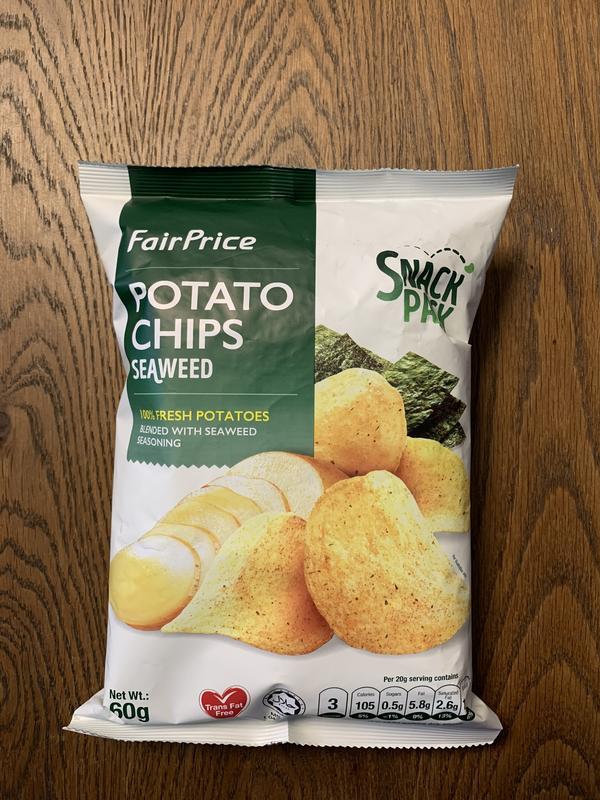 SNACK
PAK
FairPrice
POTATO
CHIPS
SEAWEED
100% FRESH POTATOES
BLENDED WITH SEAWEED
SEASONING
Per 20g serving contains
Calories
105
Sugars
0.5g
Fat
5.8g
Saturated
Fat
2.6g
3
Trans Fat
Free
Net Wt.:
60g